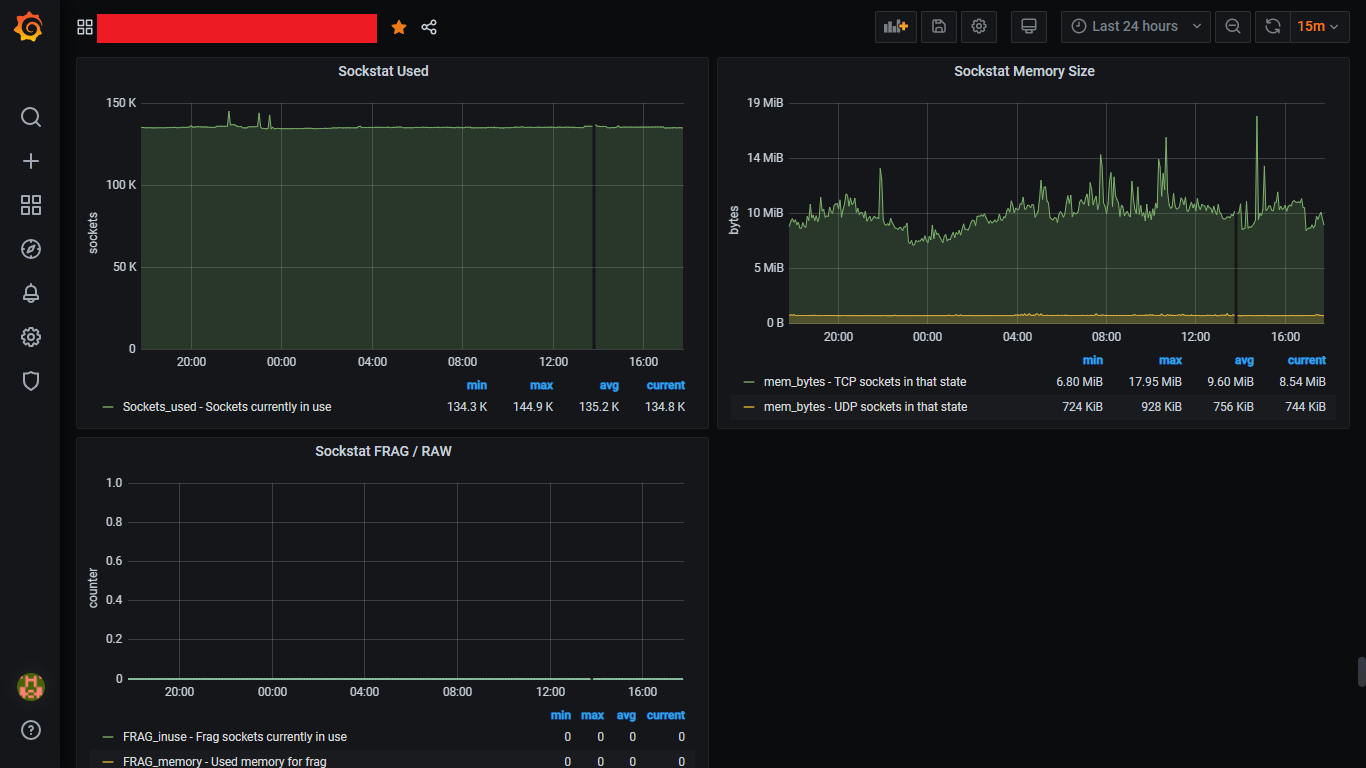 Last 24 hours 15m
Sockstat Used
150 K
100 K
50 K
0
sockets
20:00 00:00 04:00 08:00 12:00 16:00
min max avg current
Sockets_used - Sockets currently in use 134.3 K 144.9 K 135.2 K 134.8 K
Sockstat Memory Size
19 MiB
14 MiB
10 MiB
5 MiB
0 B
bytes
20:00 00:00 04:00 08:00 12:00 16:00
min max avg current
mem_bytes - TCP sockets in that state 6.80 MiB 17.95 MiB 9.60 MiB 8.54 MiB
mem_bytes - UDP sockets in that state 724 KiB 928 KiB 756 KiB 744 KiB
Sockstat FRAG / RAW
1.0
0.8
0.6
0.4
0.2
0
counter
20:00 00:00 04:00 08:00 12:00 16:00
min max avg current
FRAG_inuse - Frag sockets currently in use 0 0 0 0
FRAG_memory - Used memory for frag 0 0 0 0